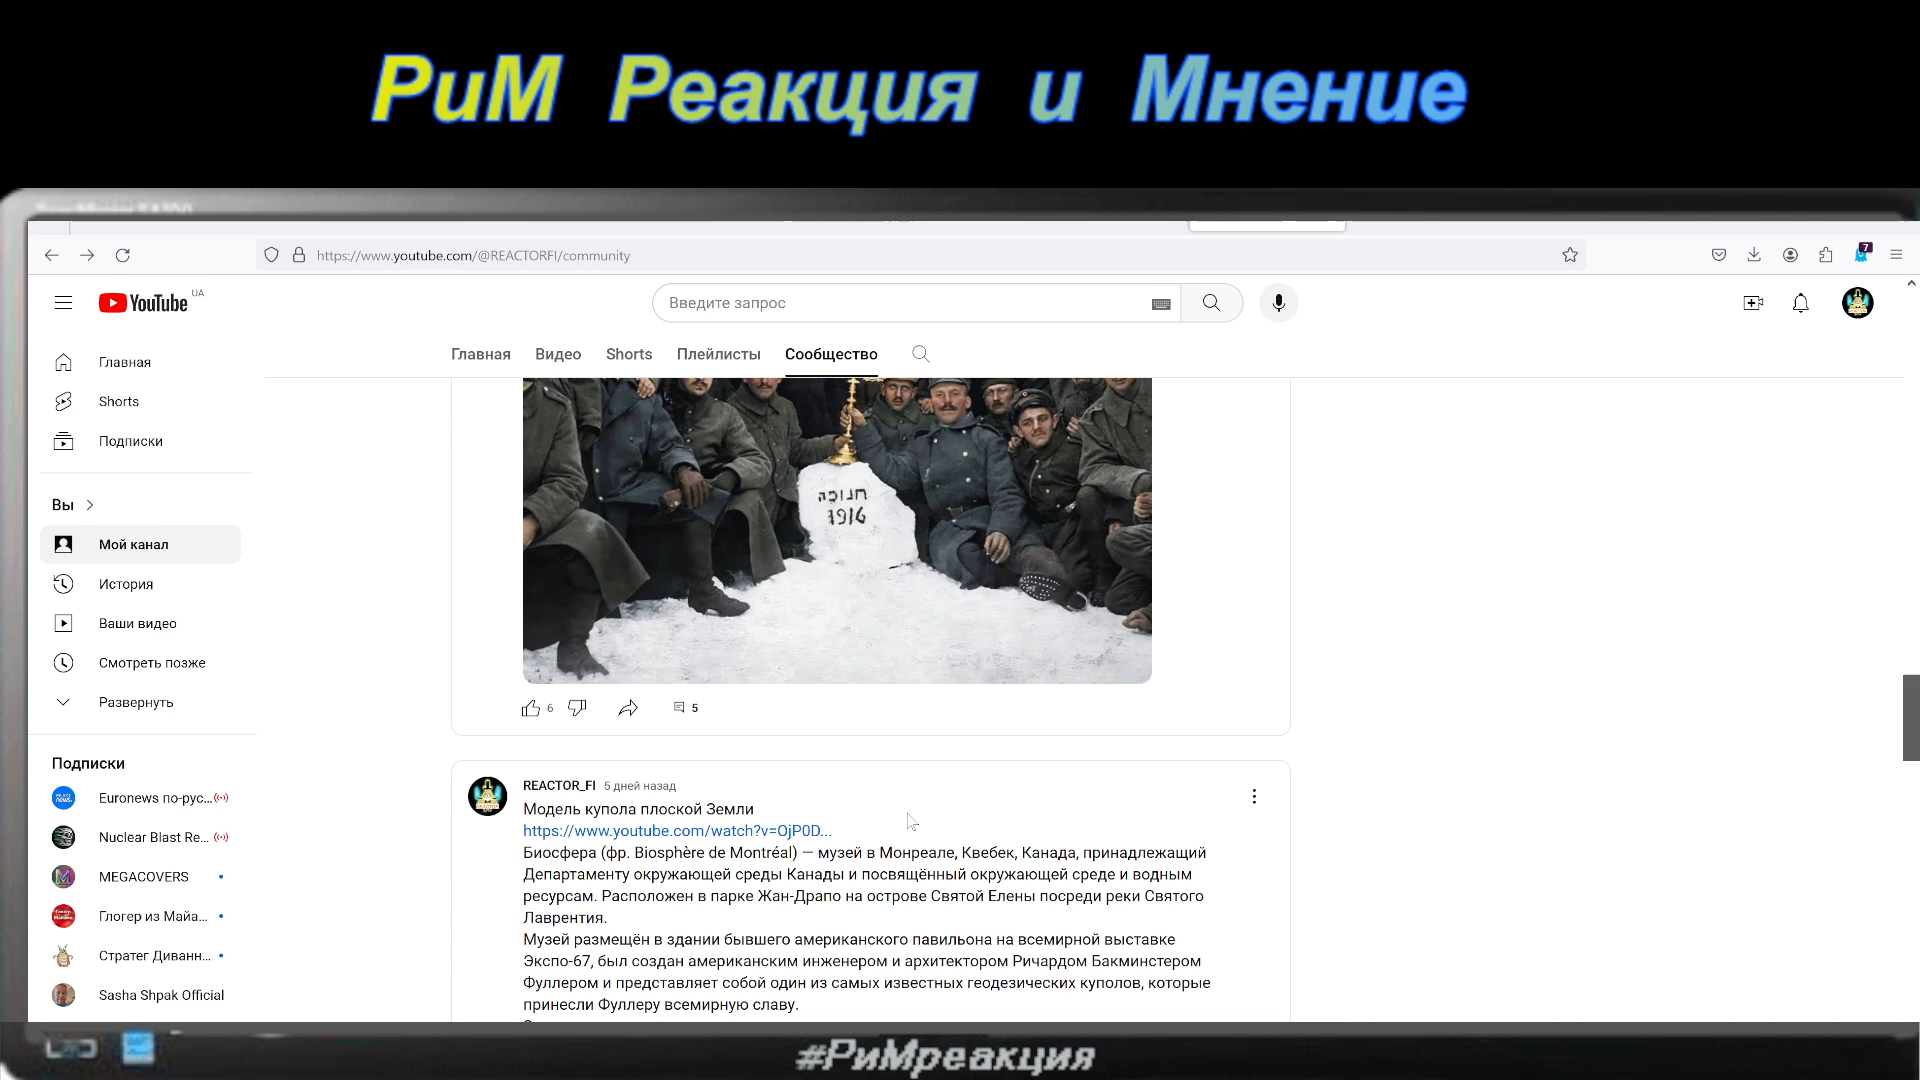 РиМ Реакция и Мнение
https://www.youtube.com/@REACTORFI/community
7
YouTube UA
Введите запрос
Главная Видео Shorts Плейлисты Сообщество
Главная
Shorts
Подписки
Вы
Мой канал
История
Ваши видео
Смотреть позже
Развернуть
Подписки
Euronews по-рус...
Nuclear Blast Re...
MEGACOVERS
Глогер из Майа...
Стратег Диванн...
Sasha Shpak Official
חנוכה
1916
6
5
REACTOR_FI 5 дней назад
Модель купола плоской Земли
https://www.youtube.com/watch?v=OjP0D...
Биосфера (фр. Biosphère de Montréal) — музей в Монреале, Квебек, Канада, принадлежащий
Департаменту окружающей среды Канады и посвящённый окружающей среде и водным
ресурсам. Расположен в парке Жан-Драпо на острове Святой Елены посреди реки Святого
Лаврентия.
Музей размещён в здании бывшего американского павильона на всемирной выставке
Экспо-67, был создан американским инженером и архитектором Ричардом Бакминстером
Фуллером и представляет собой один из самых известных геодезических куполов, которые
принесли Фуллеру всемирную славу.
#РиМреакция